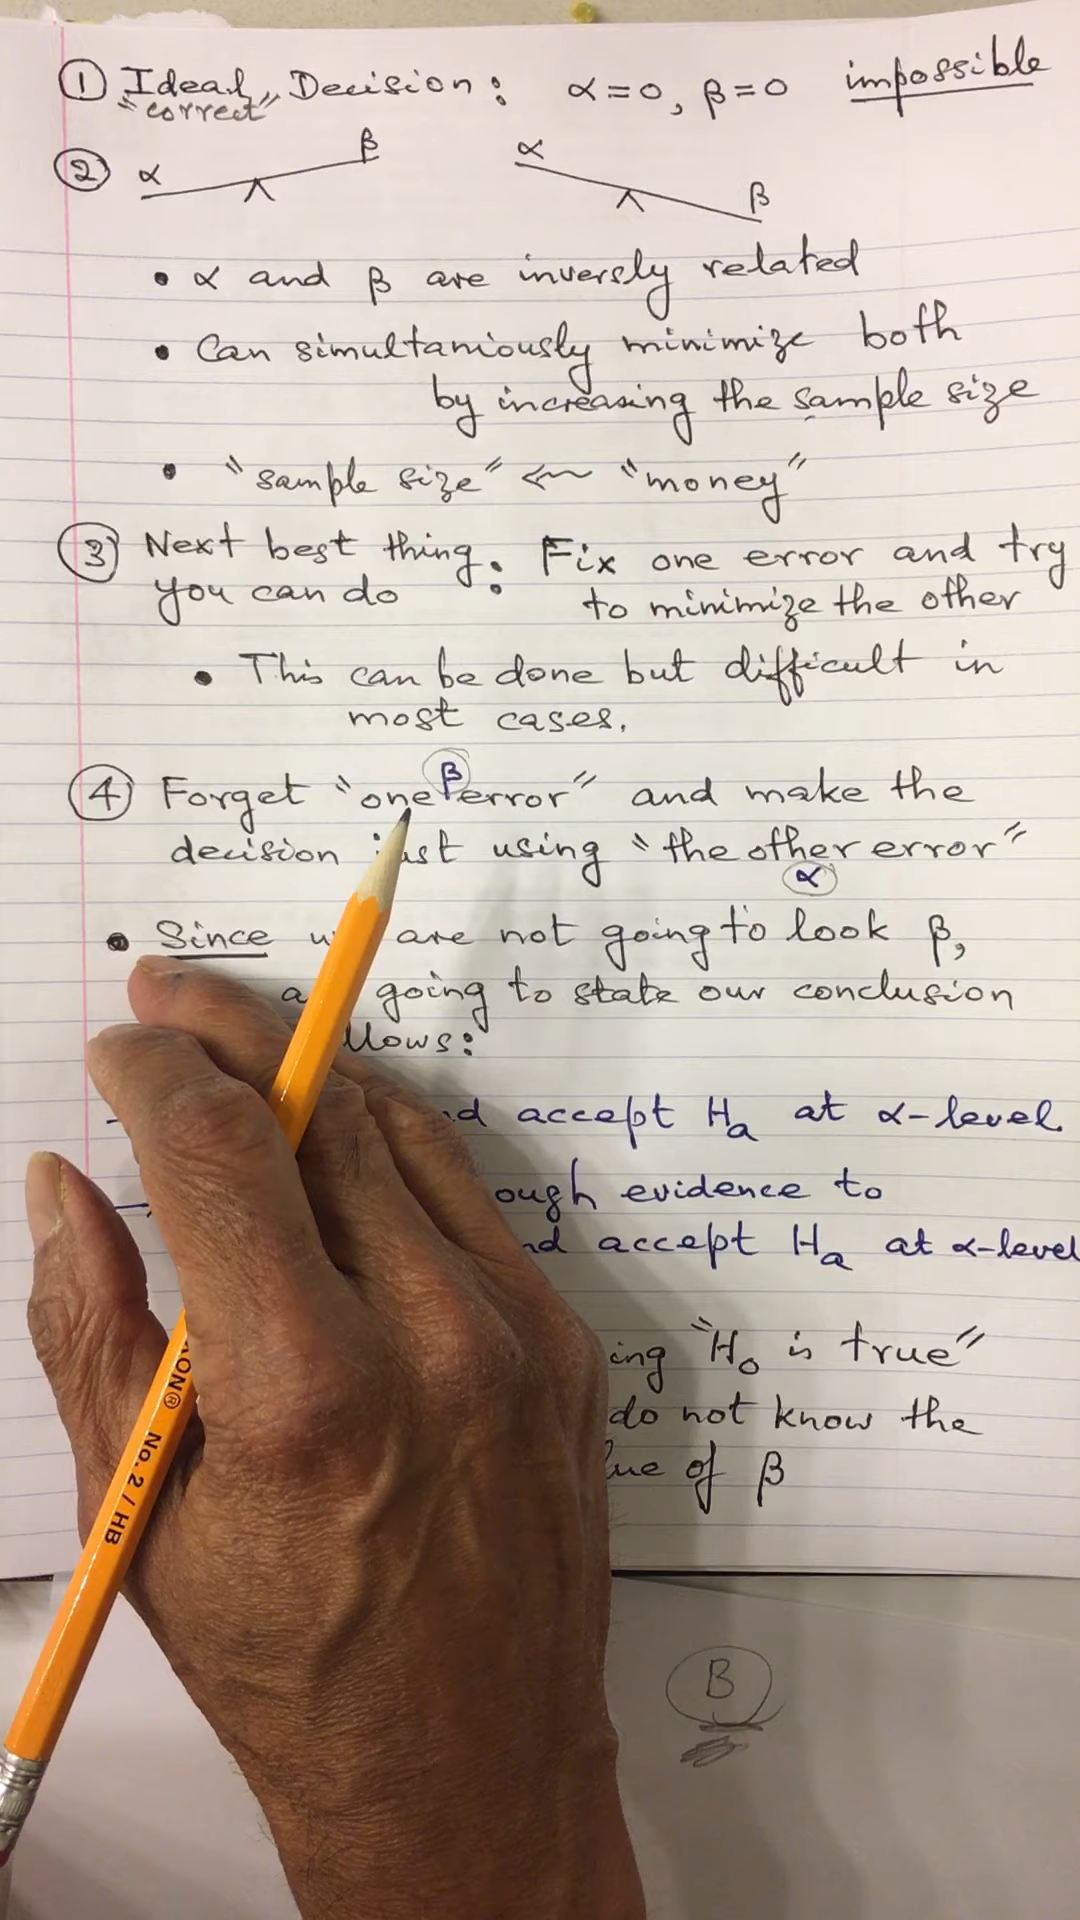 ① Ideal Decision: α=0, β=0 impossible
"correct"
② α β α β
• α and β are inversly related
• Can simultaniously minimize both
by increasing the sample size
• "sample size" ⇜ "money"
③ Next best thing: Fix one error and try
you can do to minimize the other
• This can be done but difficult in
most cases.
β
④ Forget "one error" and make the
decision just using "the other error"
α
• Since are not going to look β,
going to state our conclusion
accept Ha at α-level
evidence to
accept Ha at α-level
"H₀ is true"
do not know the
of β
No. 2 / HB
B